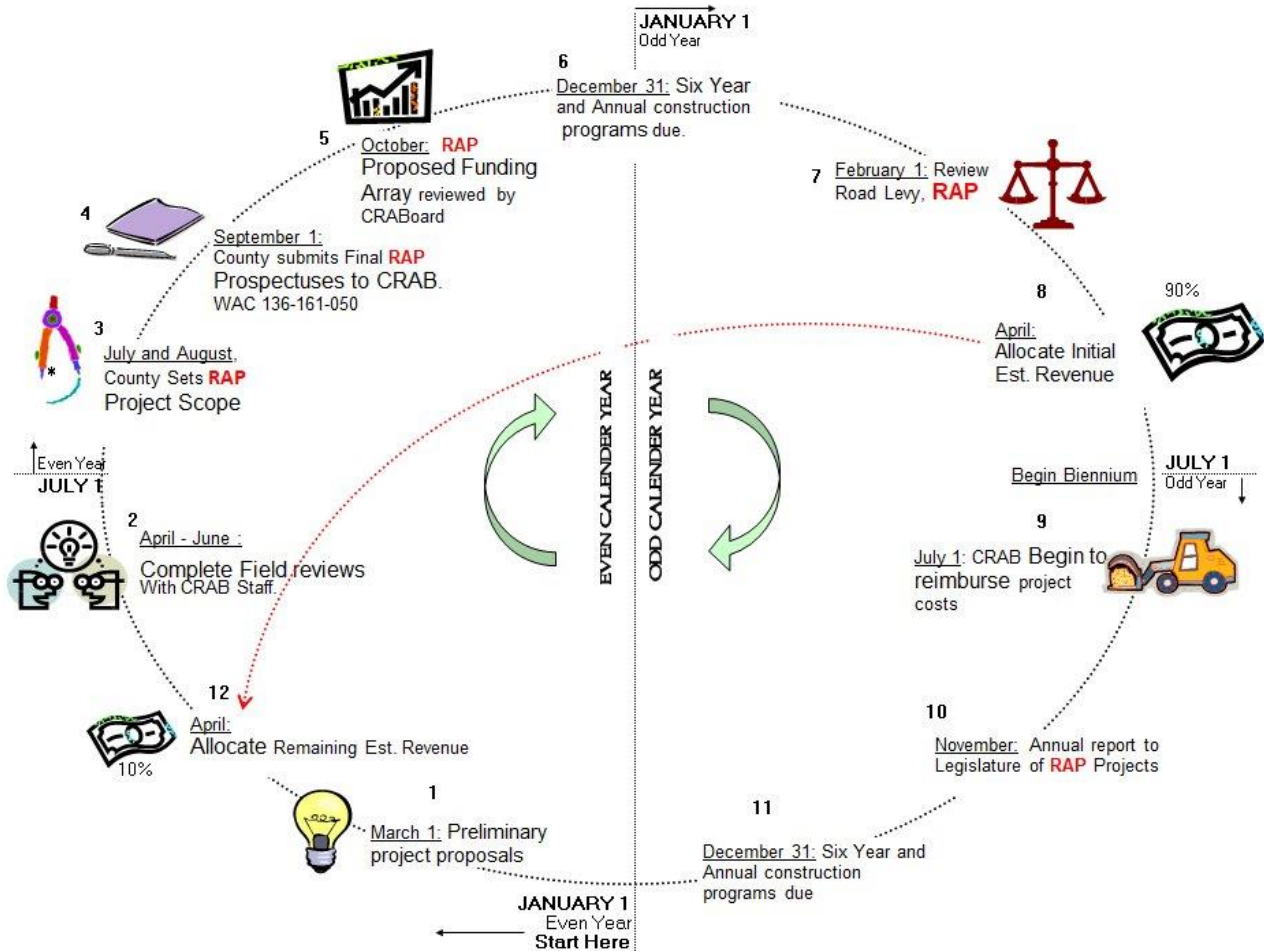 JANUARY 1
Odd Year
6
December 31: Six Year
and Annual construction
programs due.
5
October: RAP
Proposed Funding
Array reviewed by
CRABoard
7
February 1: Review
Road Levy, RAP
4
September 1:
County submits Final RAP
Prospectuses to CRAB.
WAC 136-161-050
8
90%
April:
Allocate Initial
Est. Revenue
3
*
July and August,
County Sets RAP
Project Scope
EVEN CALENDER YEAR
ODD CALENDER YEAR
Even Year
JULY 1
Begin Biennium
JULY 1
Odd Year
2
April - June :
Complete Field reviews
With CRAB Staff.
9
July 1: CRAB Begin to
reimburse project
costs
12
April:
Allocate Remaining Est. Revenue
10%
10
November: Annual report to
Legislature of RAP Projects
1
March 1: Preliminary
project proposals
11
December 31: Six Year and
Annual construction
programs due
JANUARY 1
Even Year
Start Here